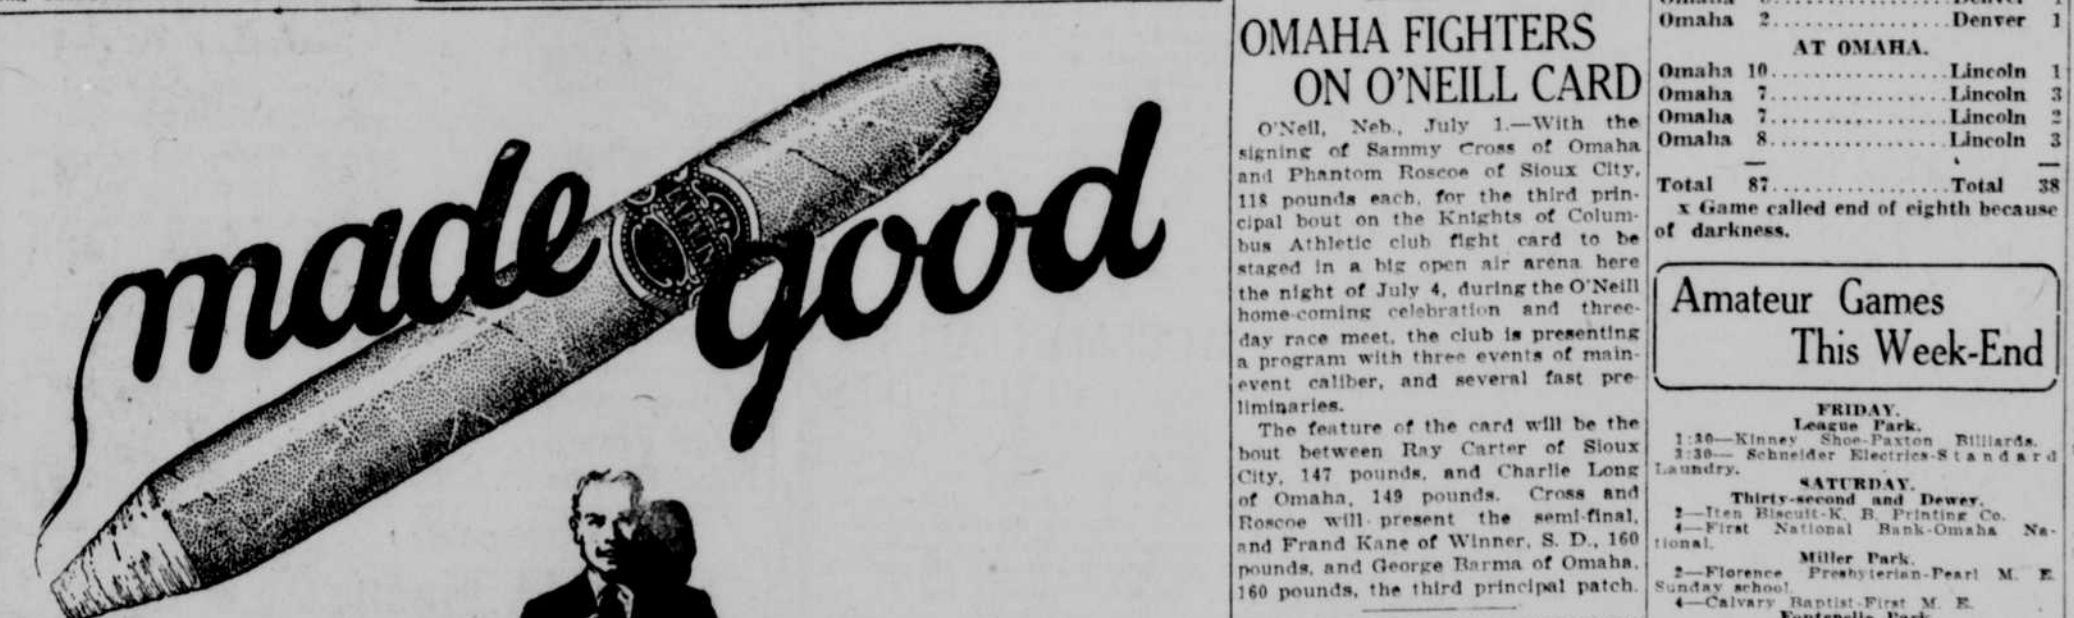 made
good
OMAHA FIGHTERS
ON O'NEILL CARD
O'Neil, Neb., July 1.—With the
signing of Sammy Cross of Omaha
and Phantom Roscoe of Sioux City,
118 pounds each, for the third prin-
cipal bout on the Knights of Colum-
bus Athletic club fight card to be
staged in a big open air arena here
the night of July 4, during the O'Neill
home-coming celebration and three-
day race meet, the club is presenting
a program with three events of main-
event caliber, and several fast pre-
liminaries.
The feature of the card will be the
bout between Ray Carter of Sioux
City, 147 pounds, and Charlie Long
of Omaha, 149 pounds. Cross and
Roscoe will present the semi-final,
and Frand Kane of Winner, S. D., 160
pounds, and George Barma of Omaha,
160 pounds, the third principal patch.
Omaha 2................Denver 1
AT OMAHA.
Omaha 10................Lincoln 1
Omaha 7................Lincoln 3
Omaha 7................Lincoln 2
Omaha 8................Lincoln 3
Total 87................Total 38
x Game called end of eighth because
of darkness.
Amateur Games
This Week-End
FRIDAY.
League Park.
1:30—Kinney Shoe-Paxton Billiards.
3:30— Schneider Electrics-Standard
Laundry.
SATURDAY.
Thirty-second and Dewey.
2—Iten Biscuit-K. B. Printing Co.
4—First National Bank-Omaha Na-
tional.
Miller Park.
2—Florence Presbyterian-Pearl M. E.
Sunday school.
4—Calvary Baptist-First M. E.
Fontenelle Park.